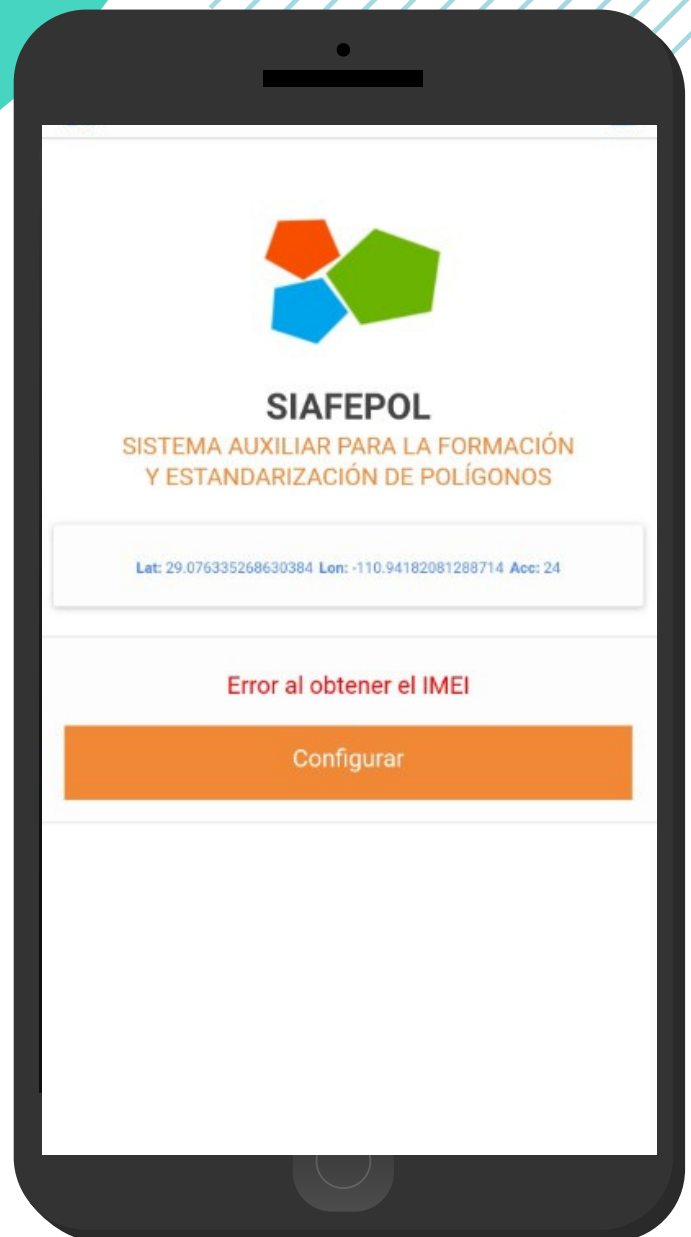 SIAFEPOL
SISTEMA AUXILIAR PARA LA FORMACIÓN
Y ESTANDARIZACIÓN DE POLÍGONOS
Lat: 29.076335268630384 Lon: -110.94182081288714 Acc: 24
Error al obtener el IMEI
Configurar